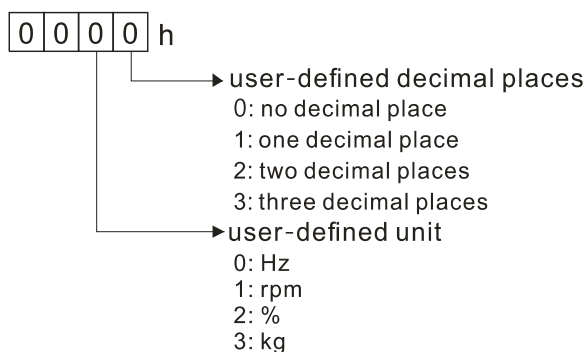 0 0 0 0 h
user-defined decimal places
0: no decimal place
1: one decimal place
2: two decimal places
3: three decimal places
user-defined unit
0: Hz
1: rpm
2: %
3: kg